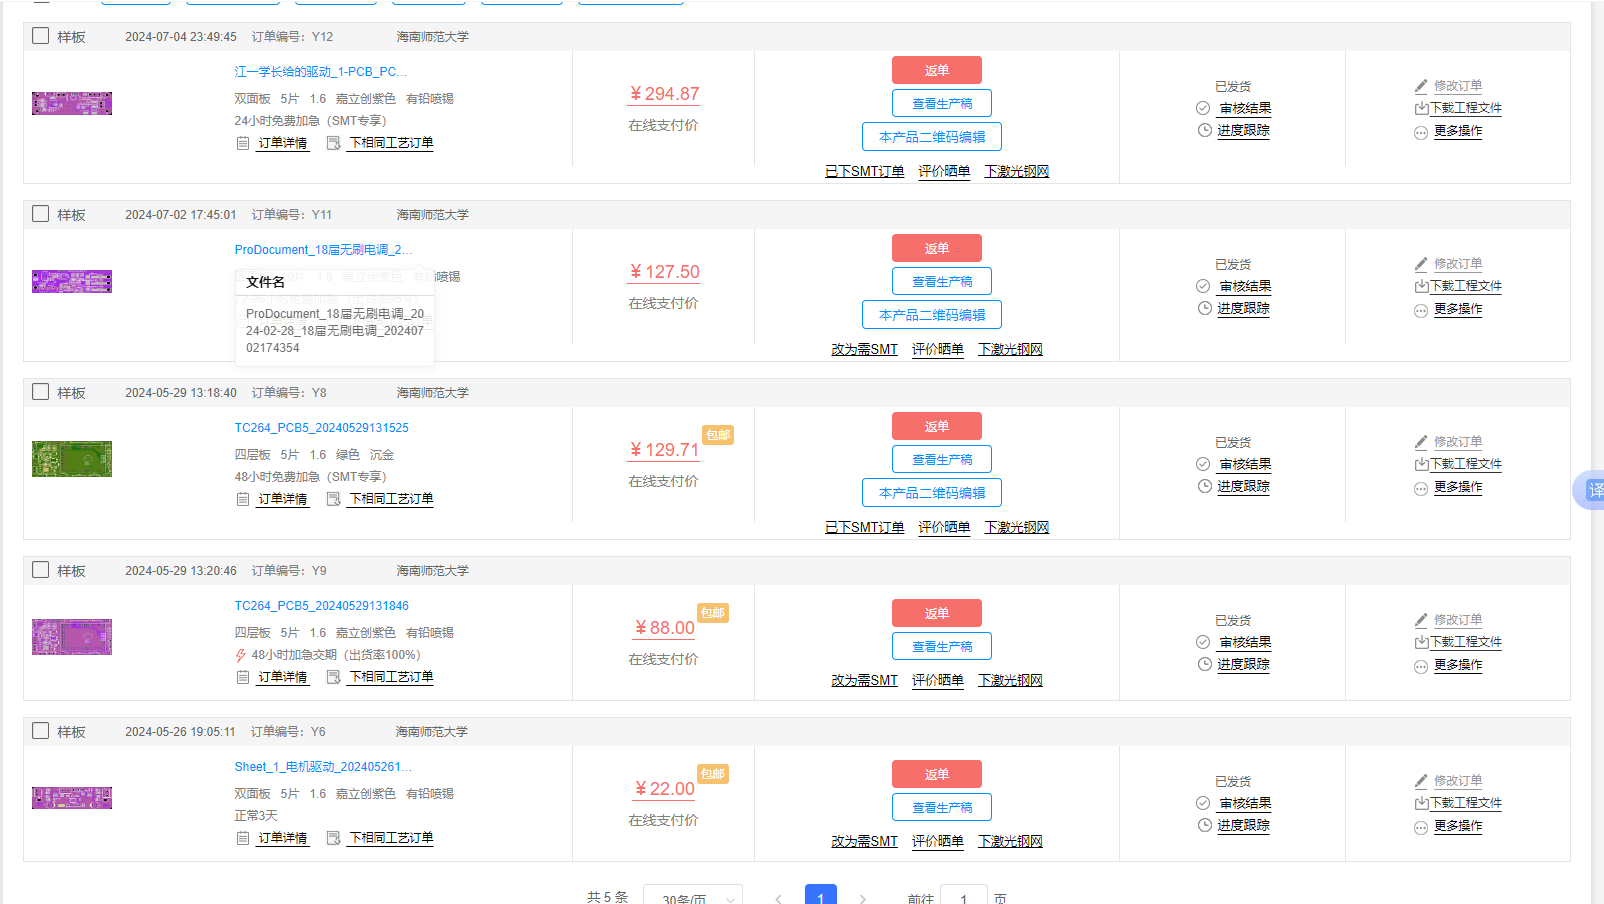 样板 2024-07-04 23:49:45 订单编号：Y12 海南师范大学
江一学长给的驱动_1-PCB_PC...
双面板 5片 1.6 嘉立创紫色 有铅喷锡
24小时免费加急（SMT专享）
订单详情 下相同工艺订单
￥294.87
在线支付价
返单
查看生产稿
本产品二维码编辑
已下SMT订单 评价晒单 下激光钢网
已发货
审核结果
进度跟踪
修改订单
下载工程文件
更多操作
样板 2024-07-02 17:45:01 订单编号：Y11 海南师范大学
ProDocument_18届无刷电调_2...
喷锡
文件名
ProDocument_18届无刷电调_20
24-02-28_18届无刷电调_202407
02174354
￥127.50
在线支付价
返单
查看生产稿
本产品二维码编辑
改为需SMT 评价晒单 下激光钢网
已发货
审核结果
进度跟踪
修改订单
下载工程文件
更多操作
样板 2024-05-29 13:18:40 订单编号：Y8 海南师范大学
TC264_PCB5_20240529131525
四层板 5片 1.6 绿色 沉金
48小时免费加急（SMT专享）
订单详情 下相同工艺订单
￥129.71 包邮
在线支付价
返单
查看生产稿
本产品二维码编辑
已下SMT订单 评价晒单 下激光钢网
已发货
审核结果
进度跟踪
修改订单
下载工程文件
更多操作
译
样板 2024-05-29 13:20:46 订单编号：Y9 海南师范大学
TC264_PCB5_20240529131846
四层板 5片 1.6 嘉立创紫色 有铅喷锡
48小时加急交期（出货率100%）
订单详情 下相同工艺订单
￥88.00 包邮
在线支付价
返单
查看生产稿
改为需SMT 评价晒单 下激光钢网
已发货
审核结果
进度跟踪
修改订单
下载工程文件
更多操作
样板 2024-05-26 19:05:11 订单编号：Y6 海南师范大学
Sheet_1_电机驱动_202405261...
双面板 5片 1.6 嘉立创紫色 有铅喷锡
正常3天
订单详情 下相同工艺订单
￥22.00 包邮
在线支付价
返单
查看生产稿
改为需SMT 评价晒单 下激光钢网
已发货
审核结果
进度跟踪
修改订单
下载工程文件
更多操作
共 5 条 30条/页 1 前往 1 页